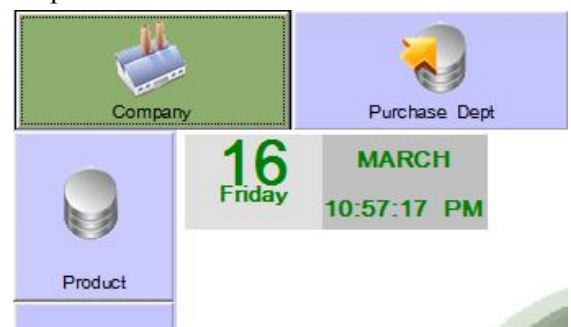 Company
Purchase Dept
16
Friday
MARCH
10:57:17 PM
Product